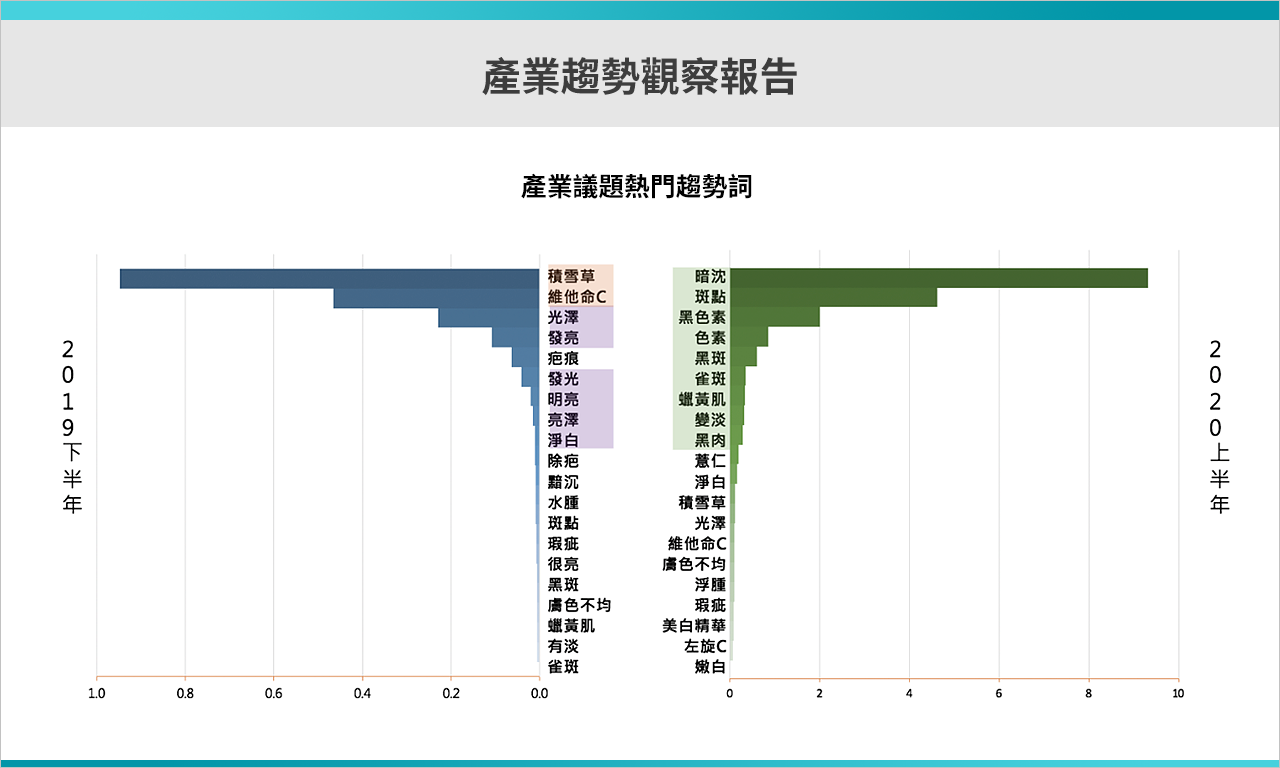 產業趨勢觀察報告
產業議題熱門趨勢詞
2019下半年
積雪草
維他命C
光澤
發亮
疤痕
發光
明亮
亮澤
淨白
除疤
黯沉
水腫
斑點
瑕疵
很亮
黑斑
膚色不均
蠟黃肌
有淡
雀斑
1.0 0.8 0.6 0.4 0.2 0.0
暗沈
斑點
黑色素
色素
黑斑
雀斑
蠟黃肌
變淡
黑肉
薏仁
淨白
積雪草
光澤
維他命C
膚色不均
浮腫
瑕疵
美白精華
左旋C
嫩白
0 2 4 6 8 10
2020上半年